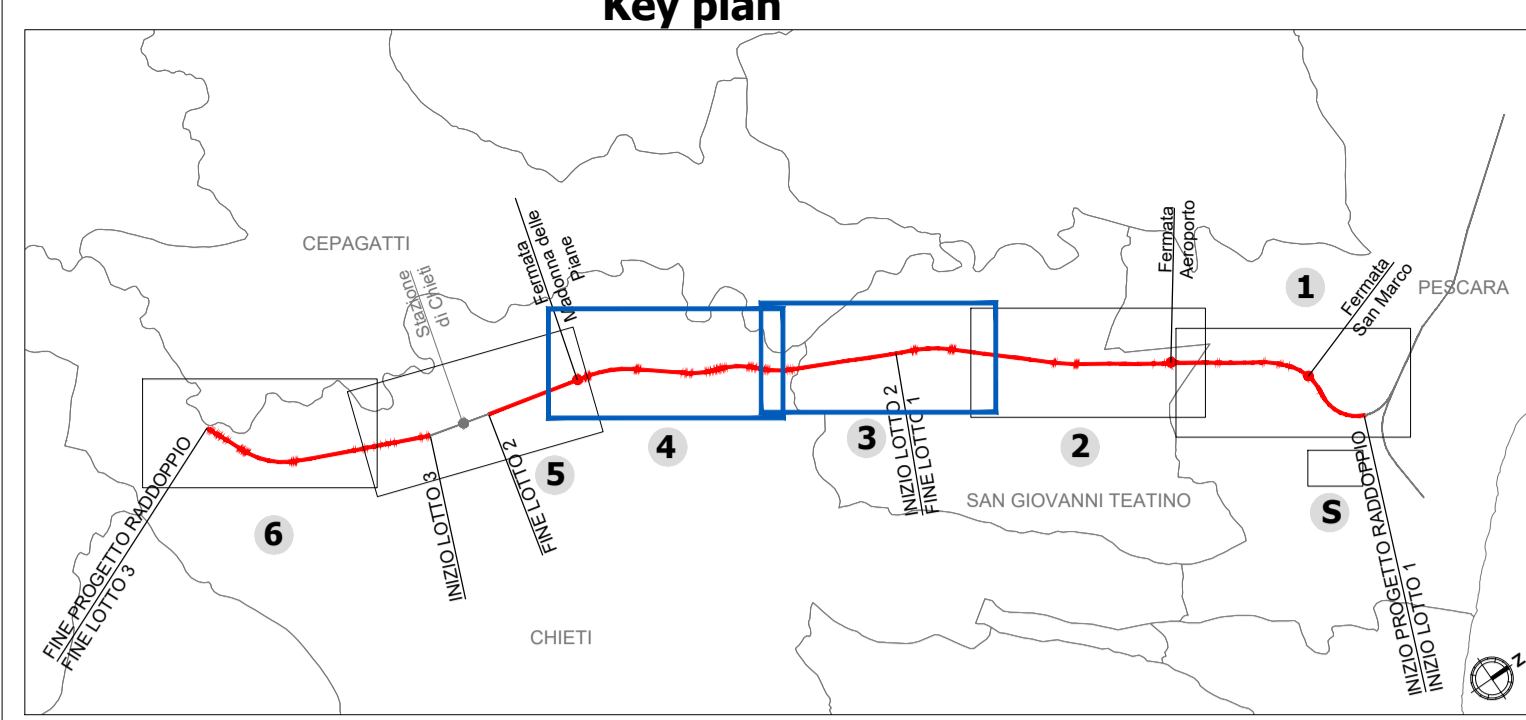 Key plan
CEPAGATTI
Stazione
di Chieti
Fermata
Madonna delle
Piane
Fermata
Aeroporto
1
Fermata
San Marco
PESCARA
4
3
2
5
6
S
INIZIO LOTTO 2
FINE LOTTO 1
SAN GIOVANNI TEATINO
FINE LOTTO 2
INIZIO LOTTO 3
FINE PROGETTO RADDOPPIO
FINE LOTTO 3
CHIETI
INIZIO PROGETTO RADDOPPIO
INIZIO LOTTO 1
N